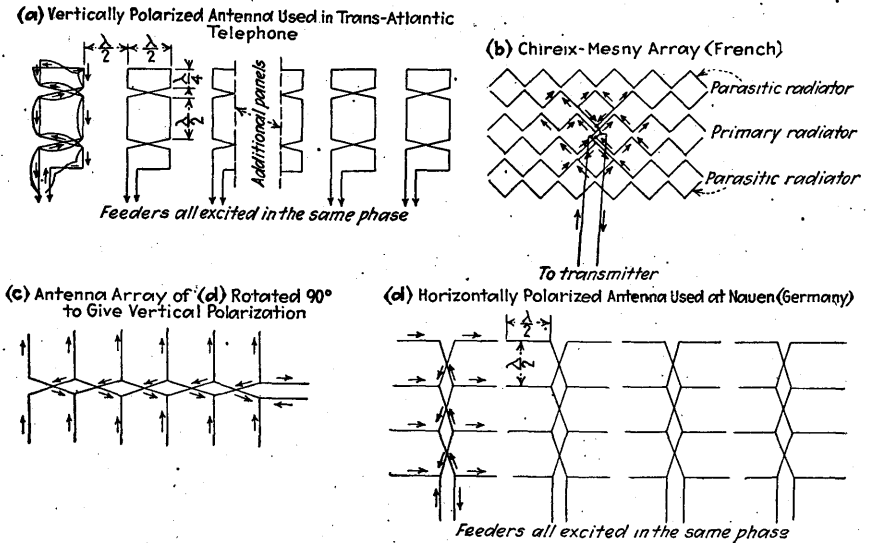 (a) Vertically Polarized Antenna Used in Trans-Atlantic
Telephone
λ
2
λ
2
λ
4
λ
2
Additional panels
Feeders all excited in the same phase
(b) Chireix-Mesny Array (French)
Parasitic radiator
Primary radiator
Parasitic radiator
To transmitter
(c) Antenna Array of (d) Rotated 90°
to Give Vertical Polarization
(d) Horizontally Polarized Antenna Used at Nauen (Germany)
λ
2
λ
2
Feeders all excited in the same phase